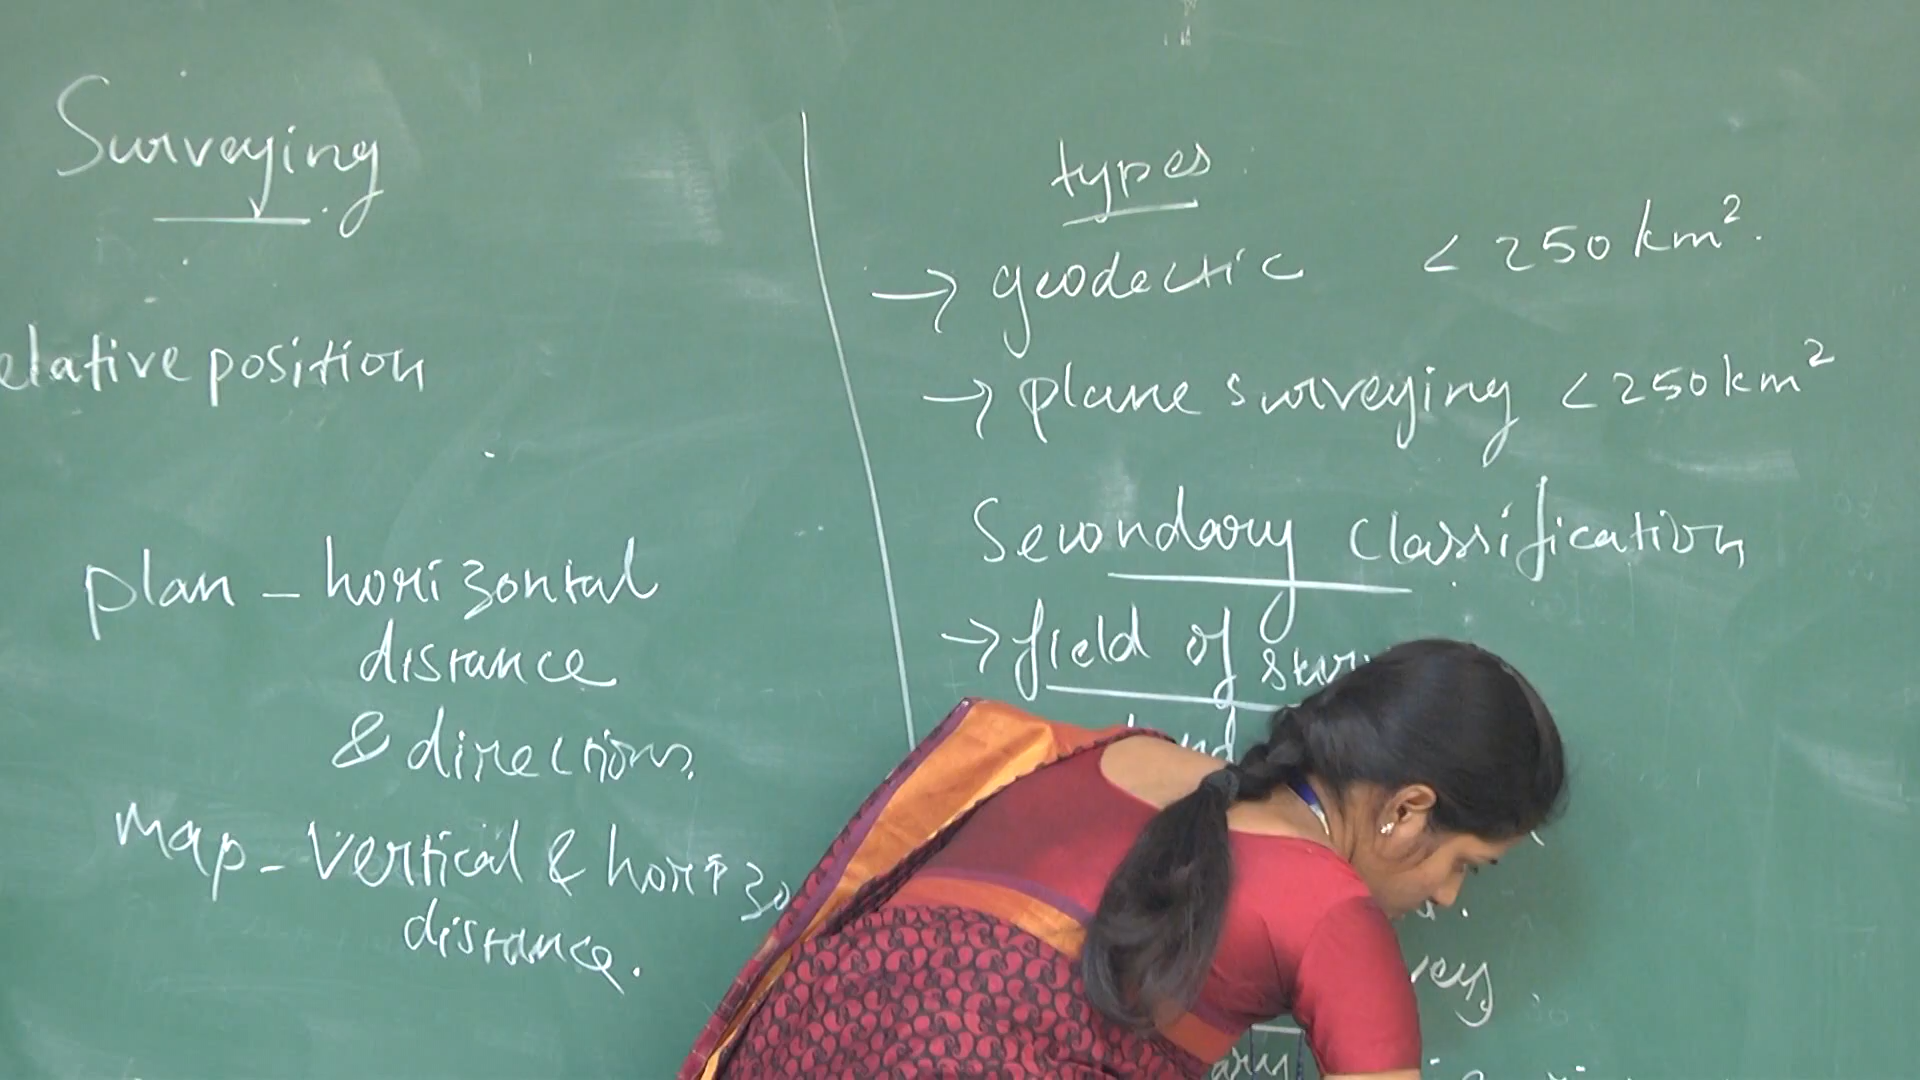 Surveying
elative position
plan - horizontal
distance
& directions.
map - vertical & horizo
distance.
types
→ geodectic < 250 km²
→ plane surveying < 250 km²
Secondary classification
→ field of